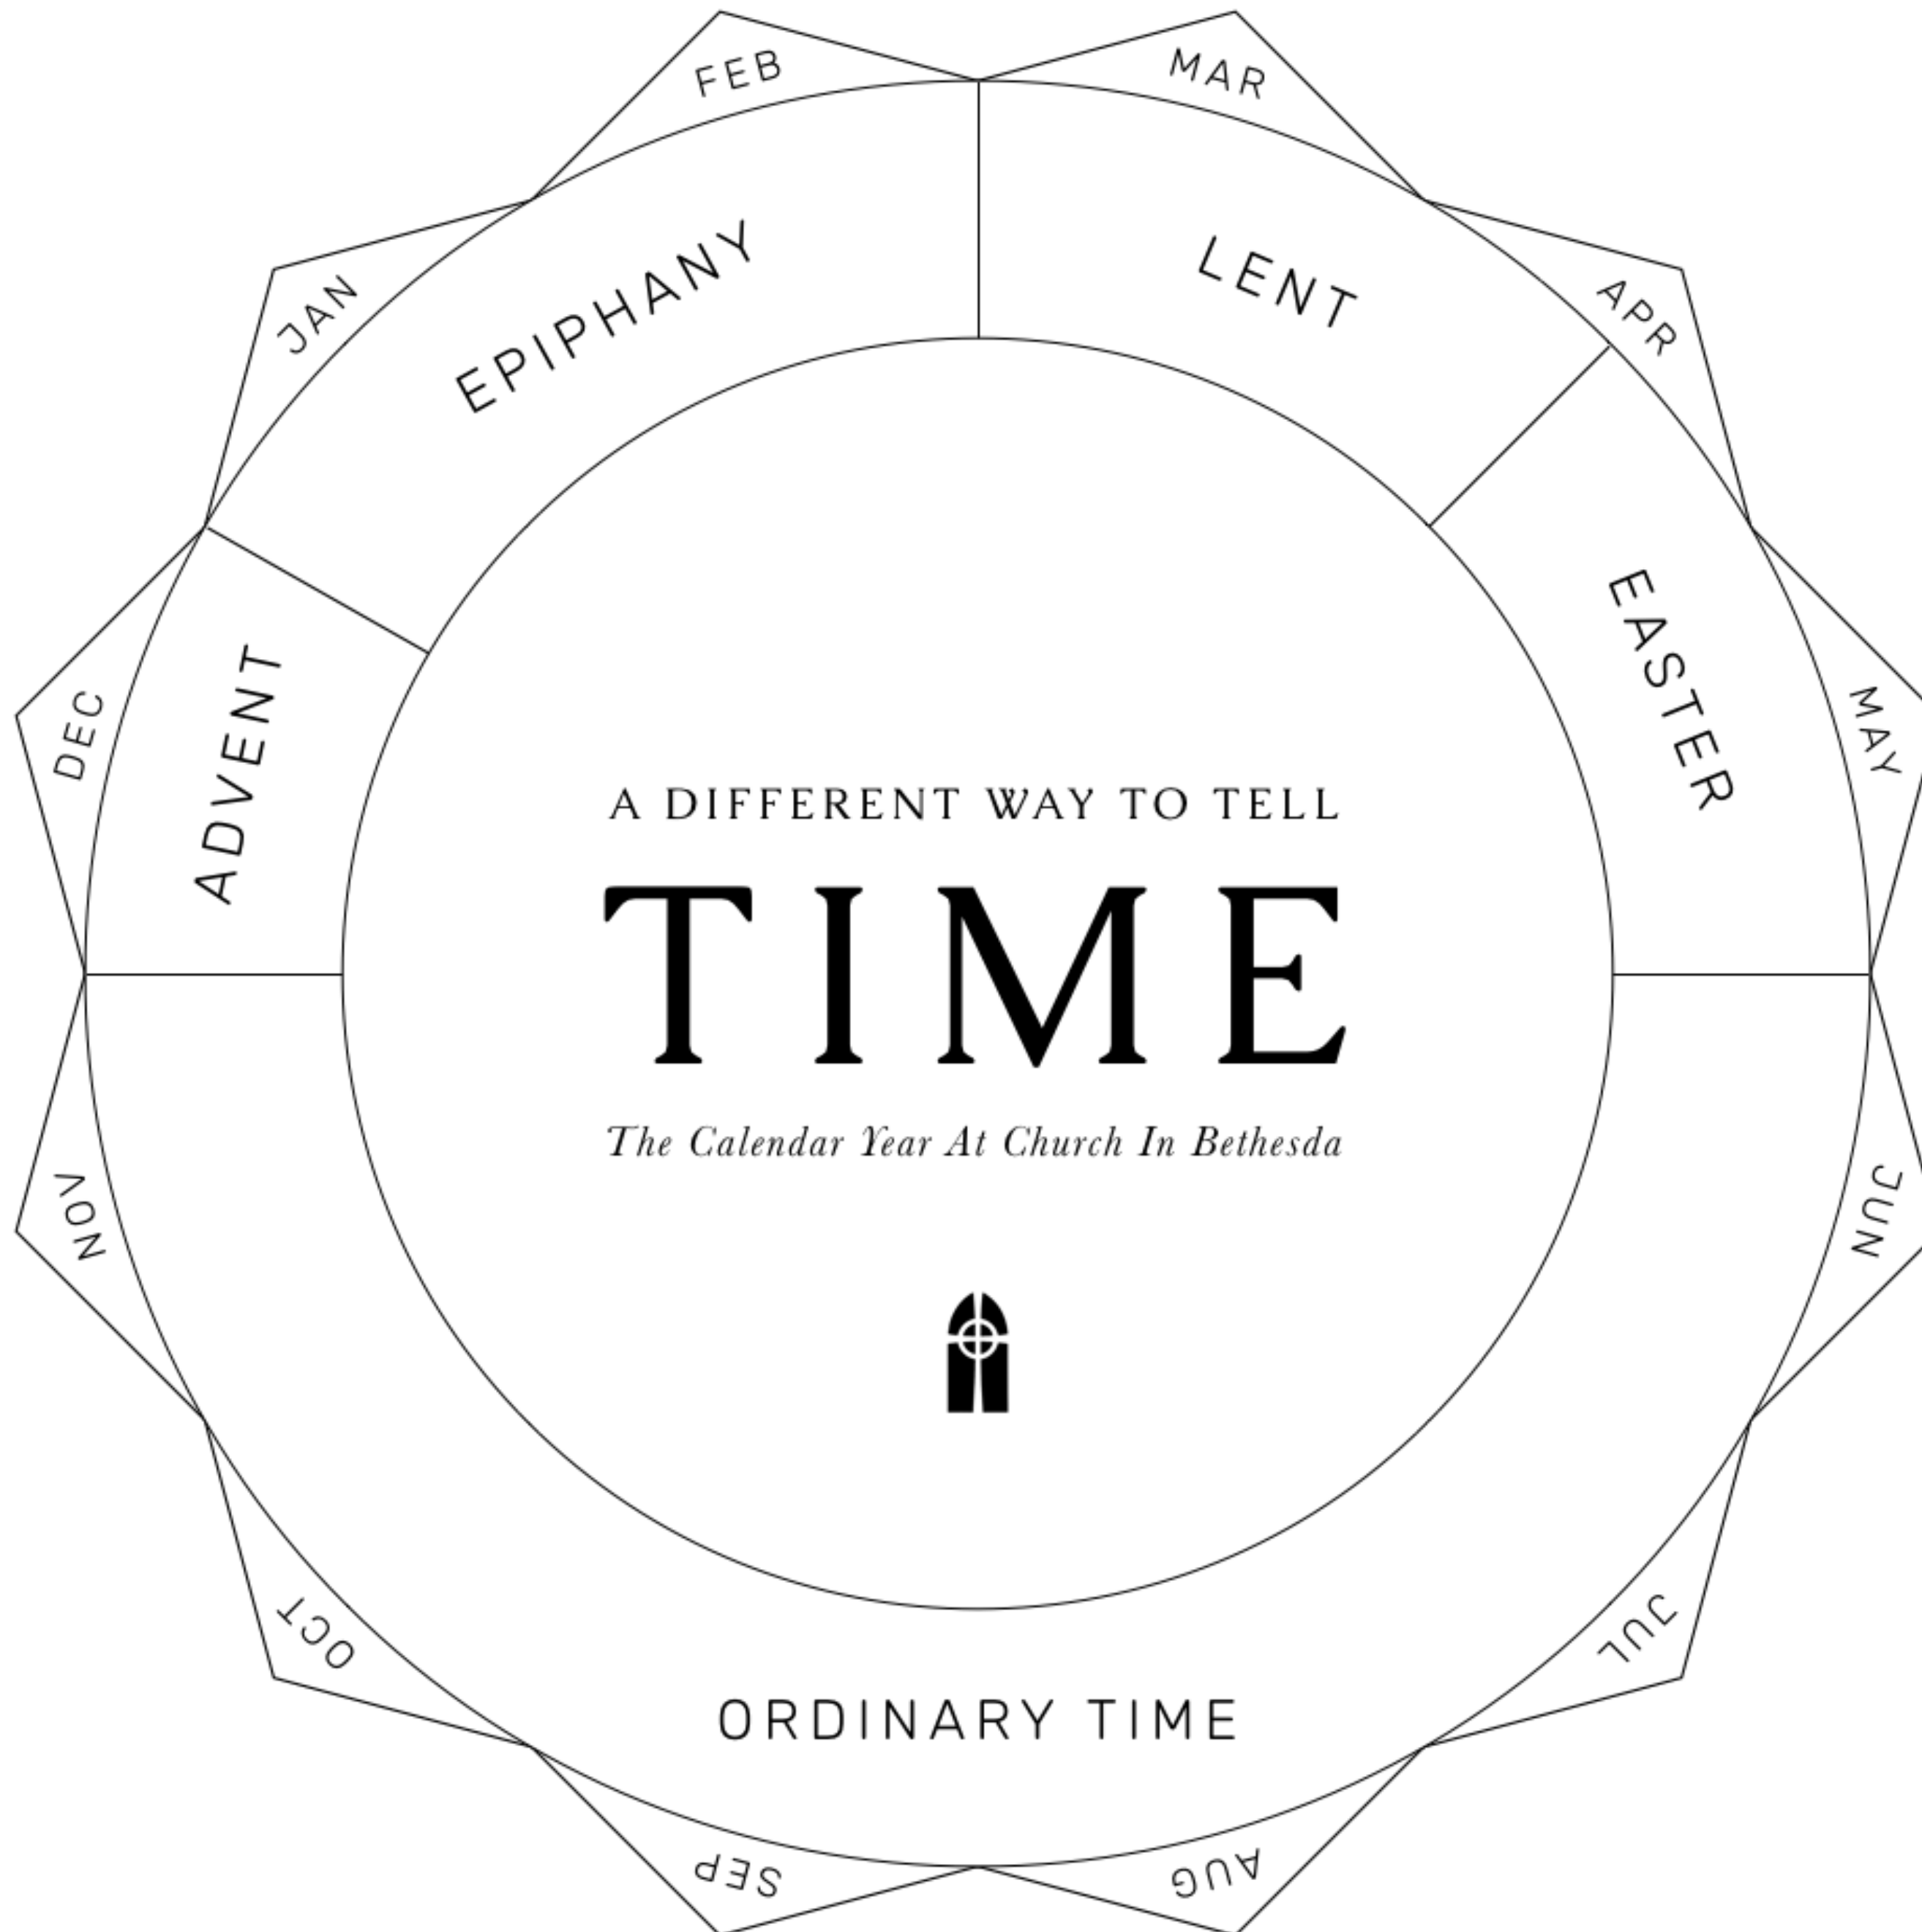 FEB
MAR
JAN
APR
EPIPHANY
LENT
DEC
ADVENT
EASTER
MAY
A DIFFERENT WAY TO TELL
TIME
The Calendar Year At Church In Bethesda
NOV
JUN
OCT
JUL
ORDINARY TIME
SEP
AUG